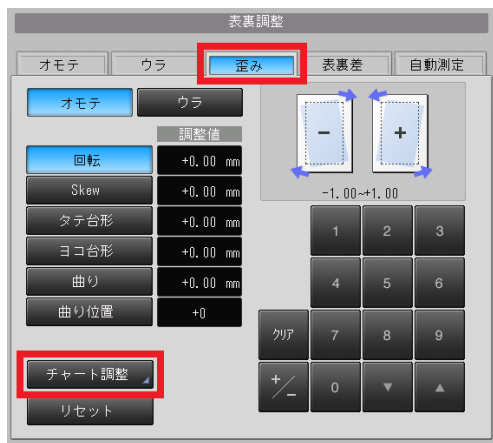 表裏調整
オモテ ウラ 歪み 表裏差 自動測定
オモテ ウラ
調整値
回転 +0.00 mm
Skew +0.00 mm
タテ台形 +0.00 mm
ヨコ台形 +0.00 mm
曲り +0.00 mm
曲り位置 +0
チャート調整
リセット
− +
-1.00~+1.00
1 2 3
4 5 6
クリア 7 8 9
+/- 0 ▼ ▲